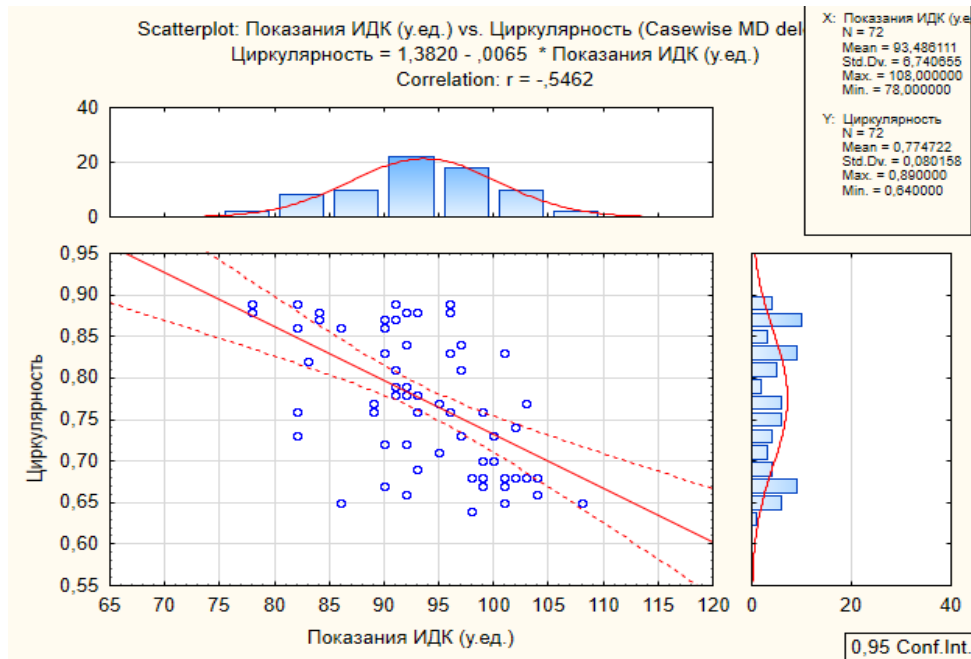 Scatterplot: Показания ИДК (у.ед.) vs. Циркулярность (Casewise MD del
Циркулярность = 1,3820 - ,0065 * Показания ИДК (у.ед.)
Correlation: r = -,5462
X: Показания ИДК (у.е
N = 72
Mean = 93,486111
Std.Dv. = 6,740655
Max. = 108,000000
Min. = 78,000000
Y: Циркулярность
N = 72
Mean = 0,774722
Std.Dv. = 0,080158
Max. = 0,890000
Min. = 0,640000
40
20
0
0,95
0,90
0,85
0,80
0,75
0,70
0,65
0,60
0,55
Циркулярность
65 70 75 80 85 90 95 100 105 110 115 120
Показания ИДК (у.ед.)
0 20 40
0,95 Conf.Int.